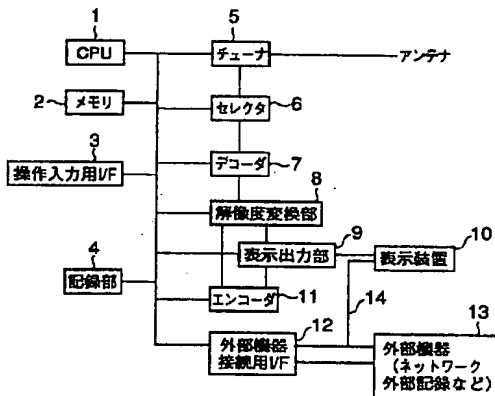 1
CPU
2
メモリ
3
操作入力用I/F
4
記録部
5
チューナ
アンテナ
セレクタ
6
デコーダ
7
8
解像度変換部
9
表示出力部
10
表示装置
エンコーダ
11
14
12
外部機器
接続用I/F
13
外部機器
(ネットワーク
外部記録など)